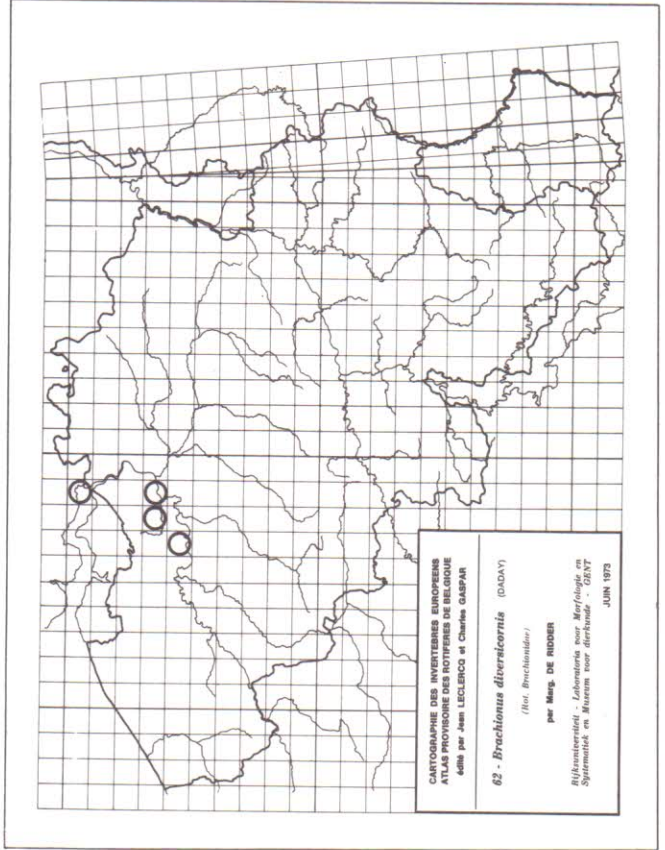 CARTOGRAPHIE DES INVERTEBRES EUROPEENS
ATLAS PROVISOIRE DES ROTIFERES DE BELGIQUE
édité par Jean LECLERCQ et Charles GASPAR
62 - Brachionus diversicornis (DADAY)
(Rot. Brachionidae)
par Marg. DE RIDDER
Rijksuniversiteit - Laboratoria voor Morfologie en
Systematiek en Museum voor dierkunde - GENT
JUIN 1973